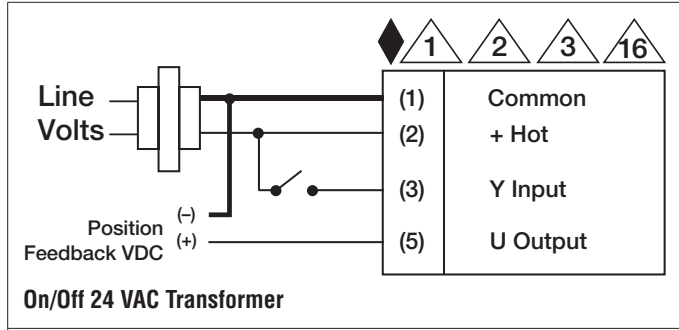 1 2 3 16
Line
Volts
(1) Common
(2) + Hot
(3) Y Input
Position
Feedback VDC
(–)
(+)
(5) U Output
On/Off 24 VAC Transformer